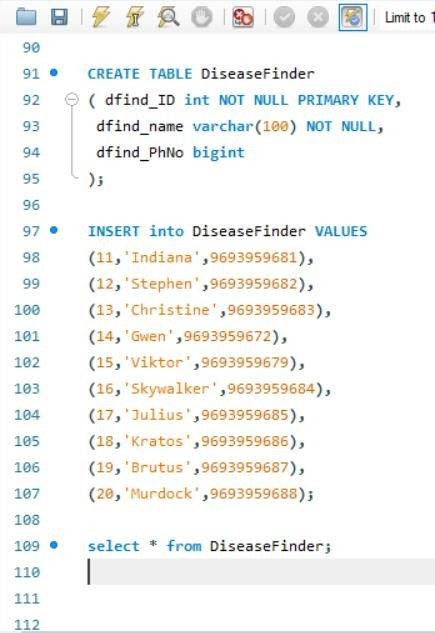 Limit to 1
90
91 CREATE TABLE DiseaseFinder
92 ( dfind_ID int NOT NULL PRIMARY KEY,
93 dfind_name varchar(100) NOT NULL,
94 dfind_PhNo bigint
95 );
96
97 INSERT into DiseaseFinder VALUES
98 (11,'Indiana',9693959681),
99 (12,'Stephen',9693959682),
100 (13,'Christine',9693959683),
101 (14,'Gwen',9693959672),
102 (15,'Viktor',9693959679),
103 (16,'Skywalker',9693959684),
104 (17,'Julius',9693959685),
105 (18,'Kratos',9693959686),
106 (19,'Brutus',9693959687),
107 (20,'Murdock',9693959688);
108
109 select * from DiseaseFinder;
110
111
112